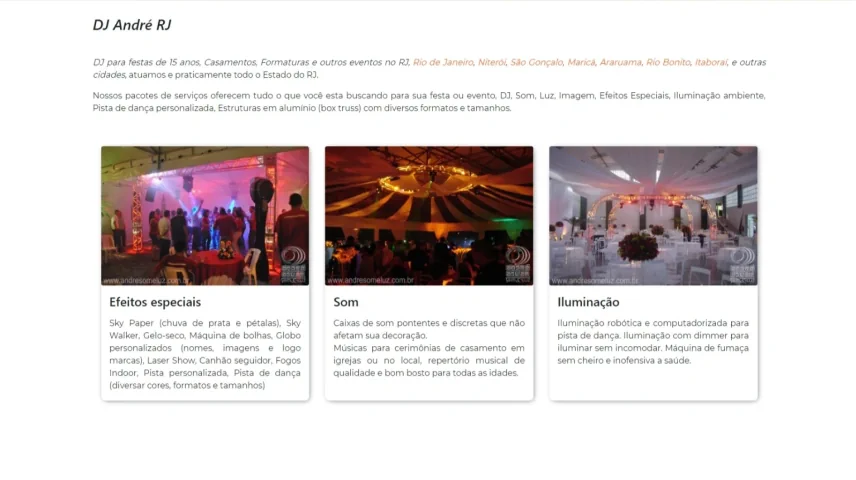 DJ André RJ
DJ para festas de 15 anos, Casamentos, Formaturas e outros eventos no RJ, Rio de Janeiro, Niterói, São Gonçalo, Maricá, Araruama, Rio Bonito, Itaboraí, e outras
cidades, atuamos e praticamente todo o Estado do RJ.
Nossos pacotes de serviços oferecem tudo o que você esta buscando para sua festa ou evento, DJ, Som, Luz, Imagem, Efeitos Especiais, Iluminação ambiente,
Pista de dança personalizada, Estruturas em alumínio (box truss) com diversos formatos e tamanhos.
www.andresomeluz.com.br
www.andresomeluz.com.br
www.andresomeluz.com.br
Efeitos especiais
Sky Paper (chuva de prata e pétalas), Sky
Walker, Gelo-seco, Máquina de bolhas, Globo
personalizados (nomes, imagens e logo
marcas), Laser Show, Canhão seguidor, Fogos
Indoor, Pista personalizada, Pista de dança
(diversar cores, formatos e tamanhos)
Som
Caixas de som pontentes e discretas que não
afetam sua decoração.
Músicas para cerimônias de casamento em
igrejas ou no local, repertório musical de
qualidade e bom bosto para todas as idades.
Iluminação
Iluminação robótica e computadorizada para
pista de dança. Iluminação com dimmer para
iluminar sem incomodar. Máquina de fumaça
sem cheiro e inofensiva a saúde.